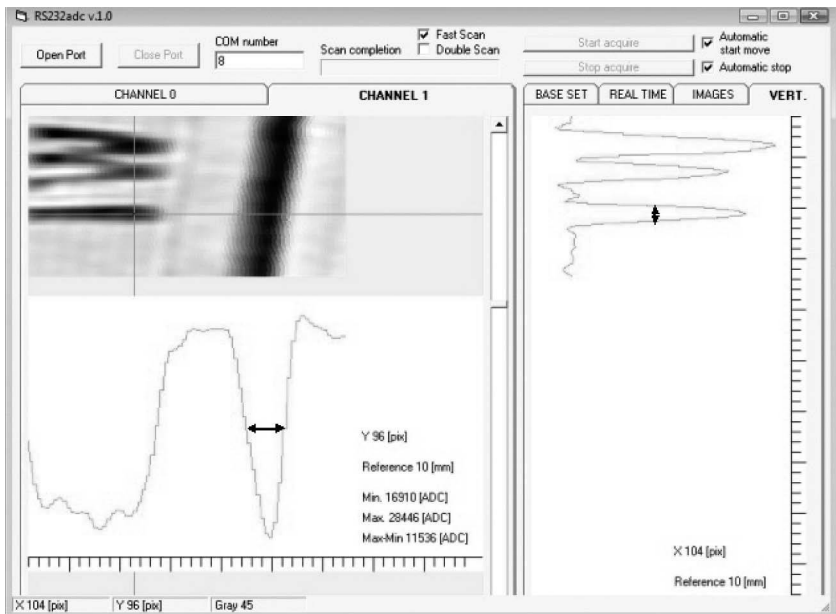 RS232adc v.1.0
Open Port
Close Port
COM number
8
Scan completion
Fast Scan
Double Scan
Start acquire
Stop acquire
Automatic
start move
Automatic stop
CHANNEL 0
CHANNEL 1
BASE SET
REAL TIME
IMAGES
VERT.
Y 96 [pix]
Reference 10 [mm]
Min. 16910 [ADC]
Max. 28446 [ADC]
Max-Min 11536 [ADC]
X 104 [pix]
Reference 10 [mm]
X 104 [pix]
Y 96 [pix]
Gray 45